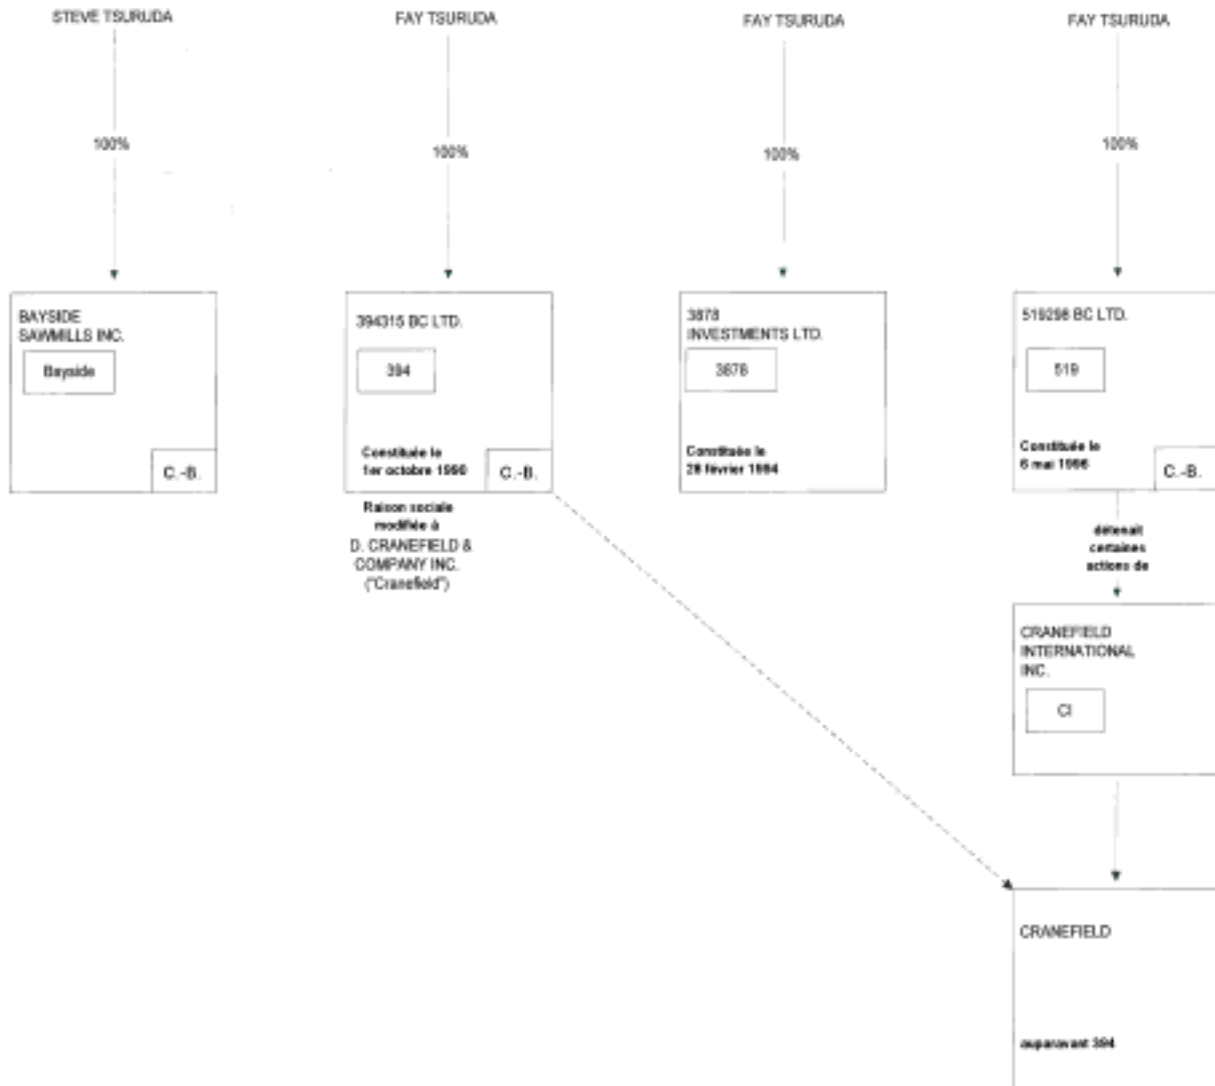 STEVE TSURUDA
FAY TSURUDA
FAY TSURUDA
FAY TSURUDA
100%
100%
100%
100%
BAYSIDE
SAWMILLS INC.
Bayside
C.-B.
394315 BC LTD.
394
Constituée le
1er octobre 1990
C.-B.
Raison sociale
modifiée à
D. CRANEFIELD &
COMPANY INC.
("Cranefield")
3878
INVESTMENTS LTD.
3878
Constituée le
28 février 1994
519298 BC LTD.
519
Constituée le
6 mai 1996
C.-B.
détenait
certaines
actions de
CRANEFIELD
INTERNATIONAL
INC.
CI
CRANEFIELD
auparavant 394